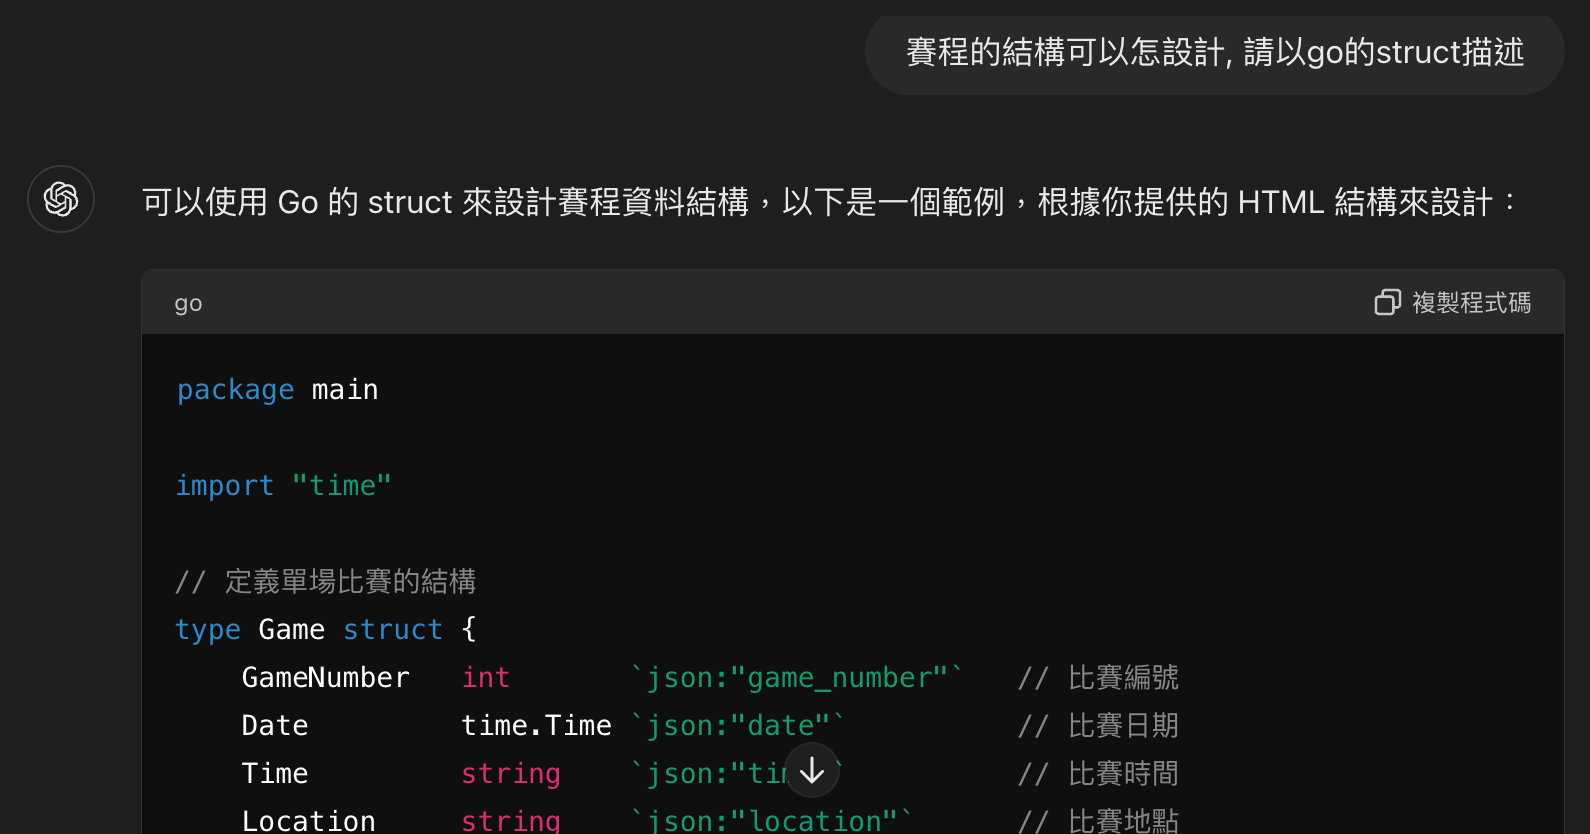 賽程的結構可以怎設計, 請以go的struct描述
可以使用 Go 的 struct 來設計賽程資料結構，以下是一個範例，根據你提供的 HTML 結構來設計：
go
複製程式碼
package main
import "time"
// 定義單場比賽的結構
type Game struct {
GameNumber int `json:"game_number"` // 比賽編號
Date time.Time `json:"date"` // 比賽日期
Time string `json:"ti // 比賽時間
Location string `json:"location"` // 比賽地點